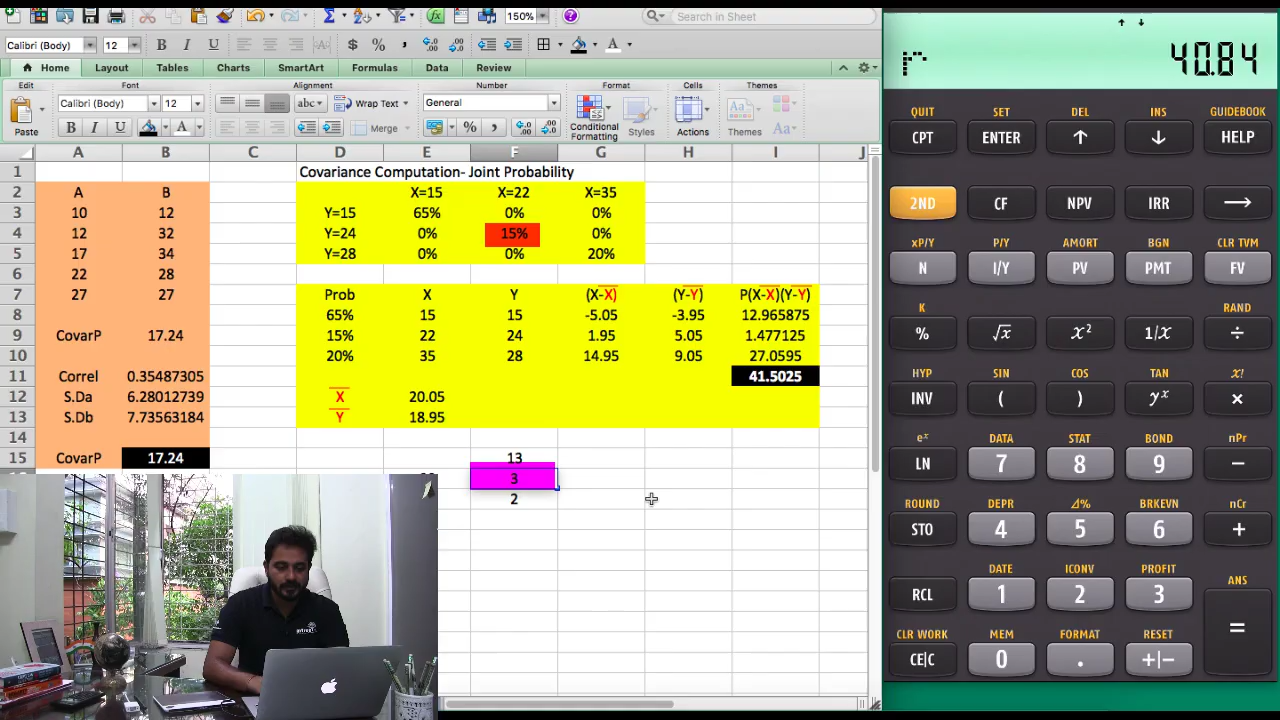 150%
Search in Sheet
Calibri (Body) 12 B I U $ % ,
Home Layout Tables Charts SmartArt Formulas Data Review
Edit Font Alignment Number Format Themes
Calibri (Body) 12 abc Wrap Text General
Paste B I U A Merge % , Conditional Formatting Styles Actions Themes Aa
A B C D E F G H I J
1 Covariance Computation- Joint Probability
2 A B X=15 X=22 X=35
3 10 12 Y=15 65% 0% 0%
4 12 32 Y=24 0% 15% 0%
5 17 34 Y=28 0% 0% 20%
6 22 28
7 27 27 Prob X Y (X-X) (Y-Y) P(X-X)(Y-Y)
8 65% 15 15 -5.05 -3.95 12.965875
9 CovarP 17.24 15% 22 24 1.95 5.05 1.477125
10 20% 35 28 14.95 9.05 27.0595
11 Correl 0.35487305 41.5025
12 S.Da 6.28012739 X 20.05
13 S.Db 7.73563184 Y 18.95
14
15 CovarP 17.24 13
3
2
40.84
QUIT SET DEL INS GUIDEBOOK
CPT ENTER ↑ ↓ HELP
2ND CF NPV IRR →
xP/Y P/Y AMORT BGN CLR TVM
N I/Y PV PMT FV
K RAND
% √x x² 1/x ÷
HYP SIN COS TAN x!
INV ( ) yˣ ×
eˣ DATA STAT BOND nPr
LN 7 8 9 −
ROUND DEPR Δ% BRKEVN nCr
STO 4 5 6 +
DATE ICONV PROFIT ANS
RCL 1 2 3 =
CLR WORK MEM FORMAT RESET
CE|C 0 . +|−